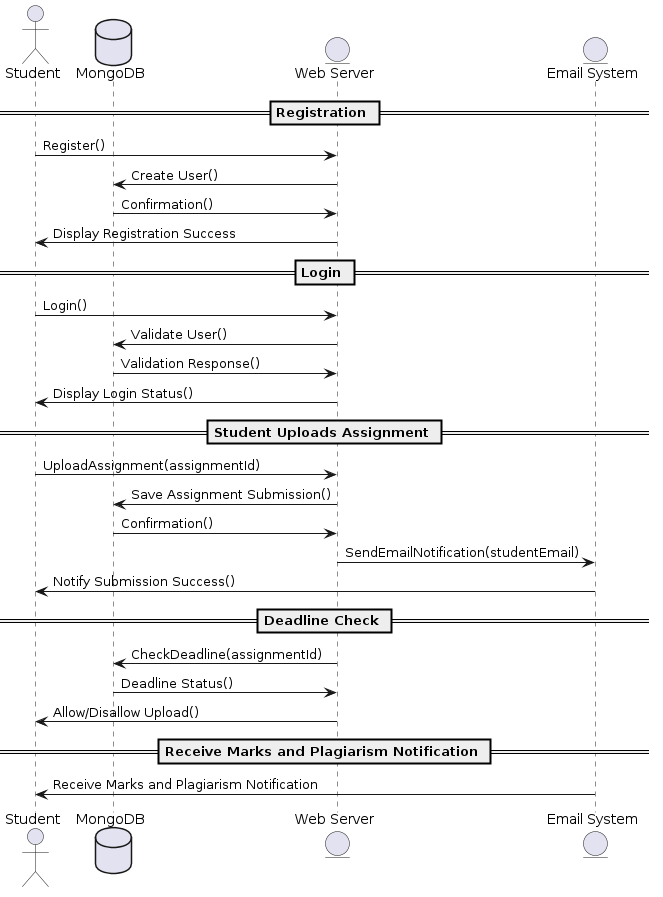 Student
MongoDB
Web Server
Email System
Registration
Register()
Create User()
Confirmation()
Display Registration Success
Login
Login()
Validate User()
Validation Response()
Display Login Status()
Student Uploads Assignment
UploadAssignment(assignmentId)
Save Assignment Submission()
Confirmation()
SendEmailNotification(studentEmail)
Notify Submission Success()
Deadline Check
CheckDeadline(assignmentId)
Deadline Status()
Allow/Disallow Upload()
Receive Marks and Plagiarism Notification
Receive Marks and Plagiarism Notification
Student
MongoDB
Web Server
Email System